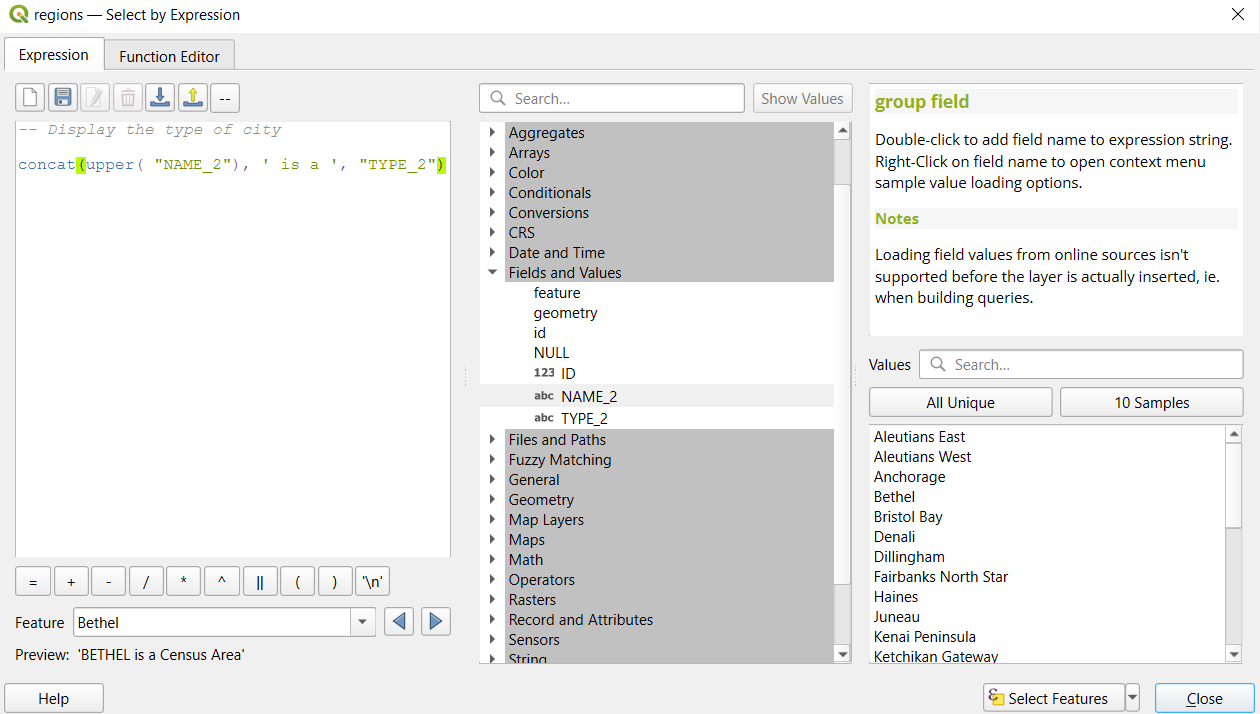 regions — Select by Expression
Expression
Function Editor
--
-- Display the type of city
concat(upper( "NAME_2"), ' is a ', "TYPE_2")
= + - / * ^ || ( ) '\n'
Feature Bethel
Preview: 'BETHEL is a Census Area'
Search...
Show Values
Aggregates
Arrays
Color
Conditionals
Conversions
CRS
Date and Time
Fields and Values
feature
geometry
id
NULL
123 ID
abc NAME_2
abc TYPE_2
Files and Paths
Fuzzy Matching
General
Geometry
Map Layers
Maps
Math
Operators
Rasters
Record and Attributes
Sensors
String
group field
Double-click to add field name to expression string.
Right-Click on field name to open context menu
sample value loading options.
Notes
Loading field values from online sources isn't
supported before the layer is actually inserted, ie.
when building queries.
Values Search...
All Unique
10 Samples
Aleutians East
Aleutians West
Anchorage
Bethel
Bristol Bay
Denali
Dillingham
Fairbanks North Star
Haines
Juneau
Kenai Peninsula
Ketchikan Gateway
Help
ε Select Features
Close